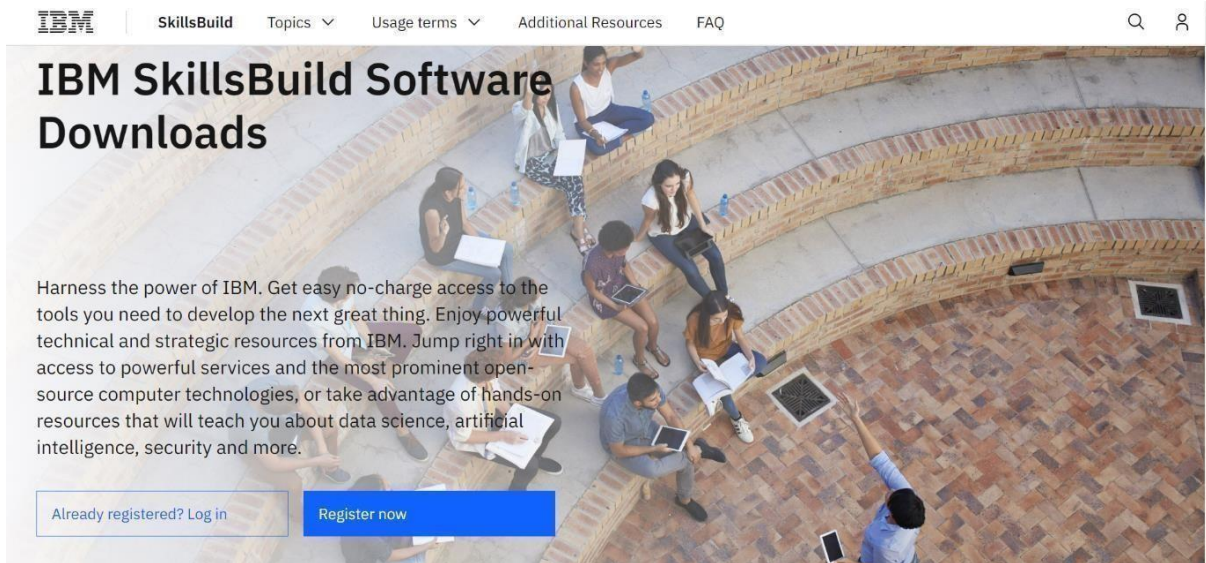 IBM
SkillsBuild
Topics
Usage terms
Additional Resources
FAQ
IBM SkillsBuild Software
Downloads
Harness the power of IBM. Get easy no-charge access to the
tools you need to develop the next great thing. Enjoy powerful
technical and strategic resources from IBM. Jump right in with
access to powerful services and the most prominent open-
source computer technologies, or take advantage of hands-on
resources that will teach you about data science, artificial
intelligence, security and more.
Already registered? Log in
Register now